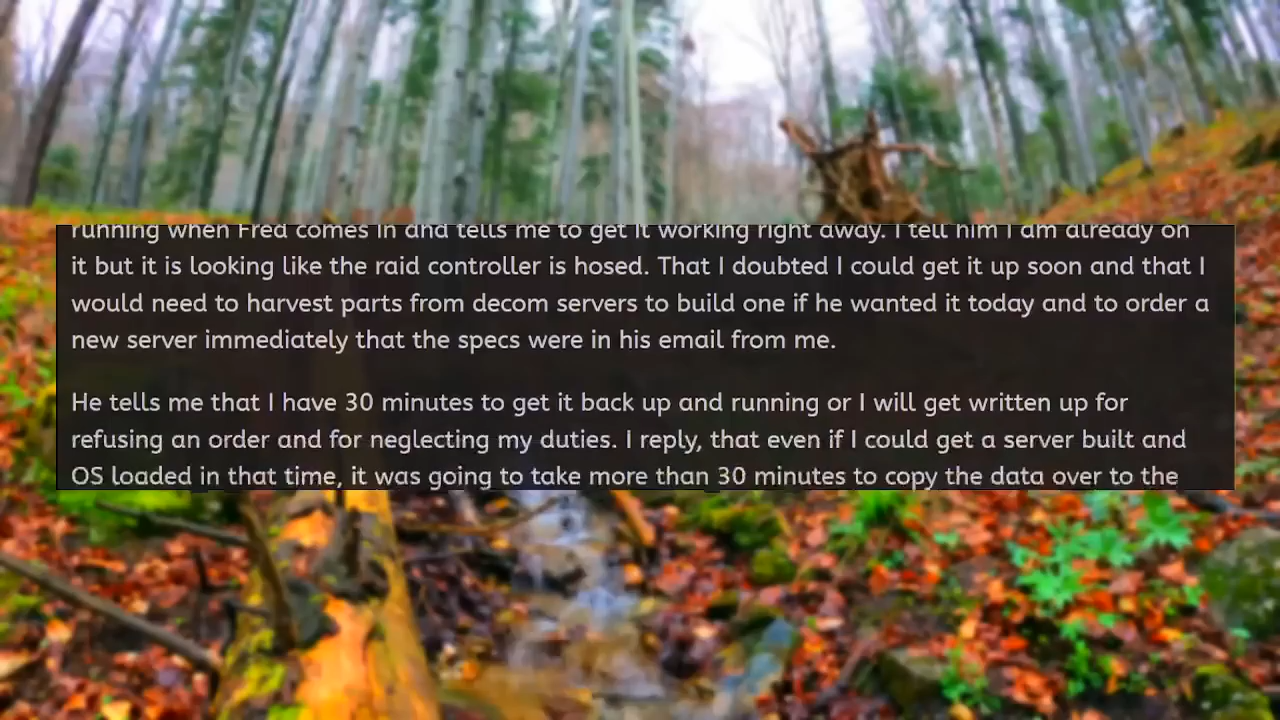 running when Fred comes in and tells me to get it working right away. I tell him I am already on
it but it is looking like the raid controller is hosed. That I doubted I could get it up soon and that I
would need to harvest parts from decom servers to build one if he wanted it today and to order a
new server immediately that the specs were in his email from me.
He tells me that I have 30 minutes to get it back up and running or I will get written up for
refusing an order and for neglecting my duties. I reply, that even if I could get a server built and
OS loaded in that time, it was going to take more than 30 minutes to copy the data over to the